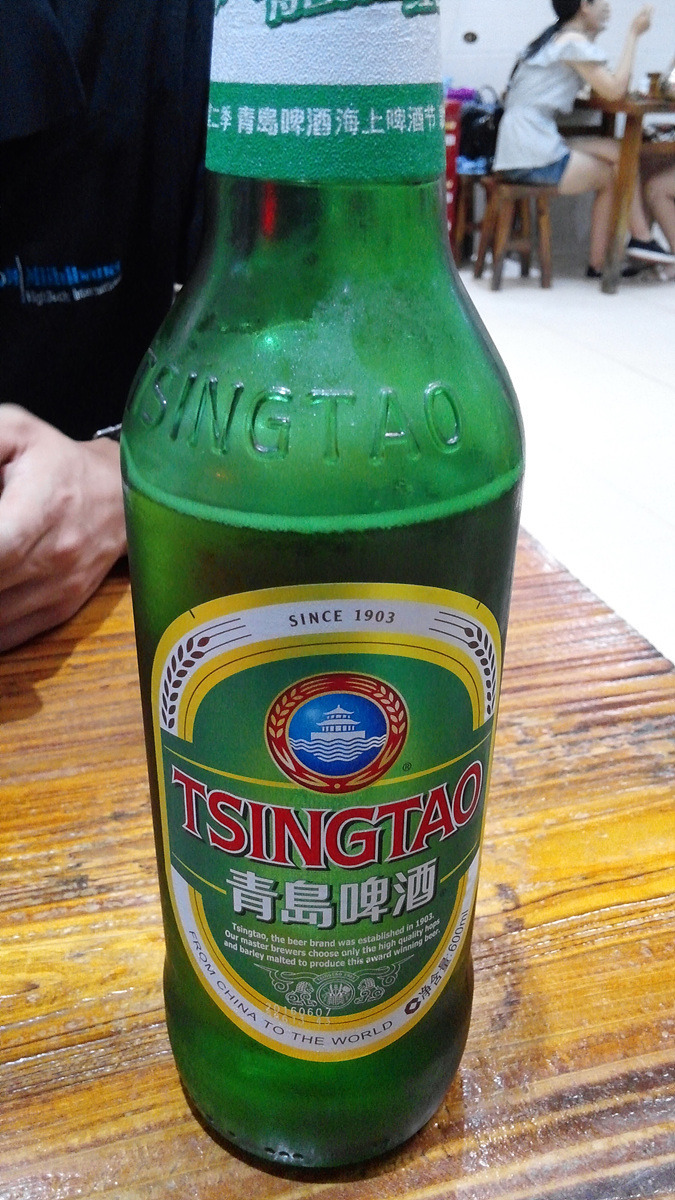 季青島啤酒海上啤酒节
TSINGTAO
SINCE 1903
®
TSINGTAO
青島啤酒
Tsingtao, the beer brand was established in 1903.
Our master brewers choose only the high quality hops
and barley malted to produce this award winning beer.
20160607
FROM CHINA TO THE WORLD
净含量:600ml